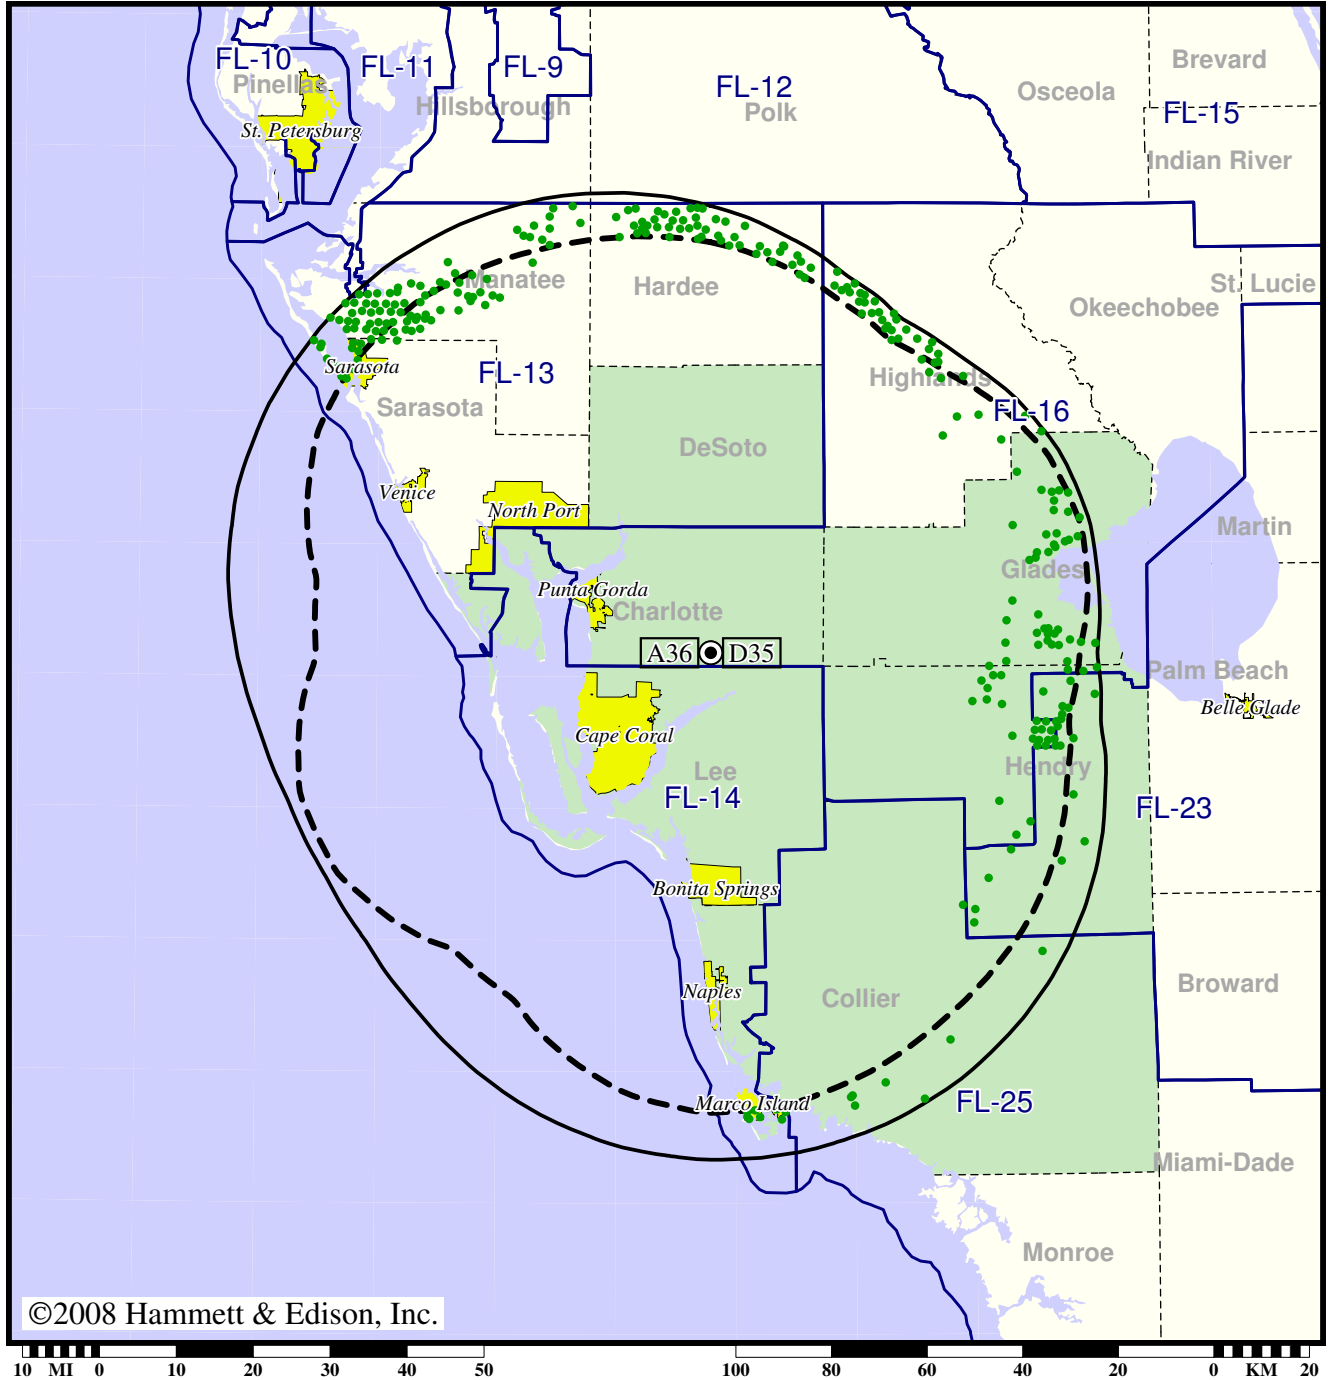 FL-10
FL-11
FL-9
FL-12
Brevard
Pinellas
Hillsborough
Polk
Osceola
FL-15
St. Petersburg
Indian River
Manatee
Hardee
St. Lucie
Okeechobee
Sarasota
FL-13
Highlands
Sarasota
FL-16
DeSoto
Venice
North Port
Martin
Glades
Punta Gorda
Charlotte
A36
D35
Palm Beach
Belle Glade
Cape Coral
Lee
Hendry
FL-14
FL-23
Bonita Springs
Naples
Collier
Broward
Marco Island
FL-25
Miami-Dade
Monroe
©2008 Hammett & Edison, Inc.
10 MI 0 10 20 30 40 50 100 80 60 40 20 0 KM 20